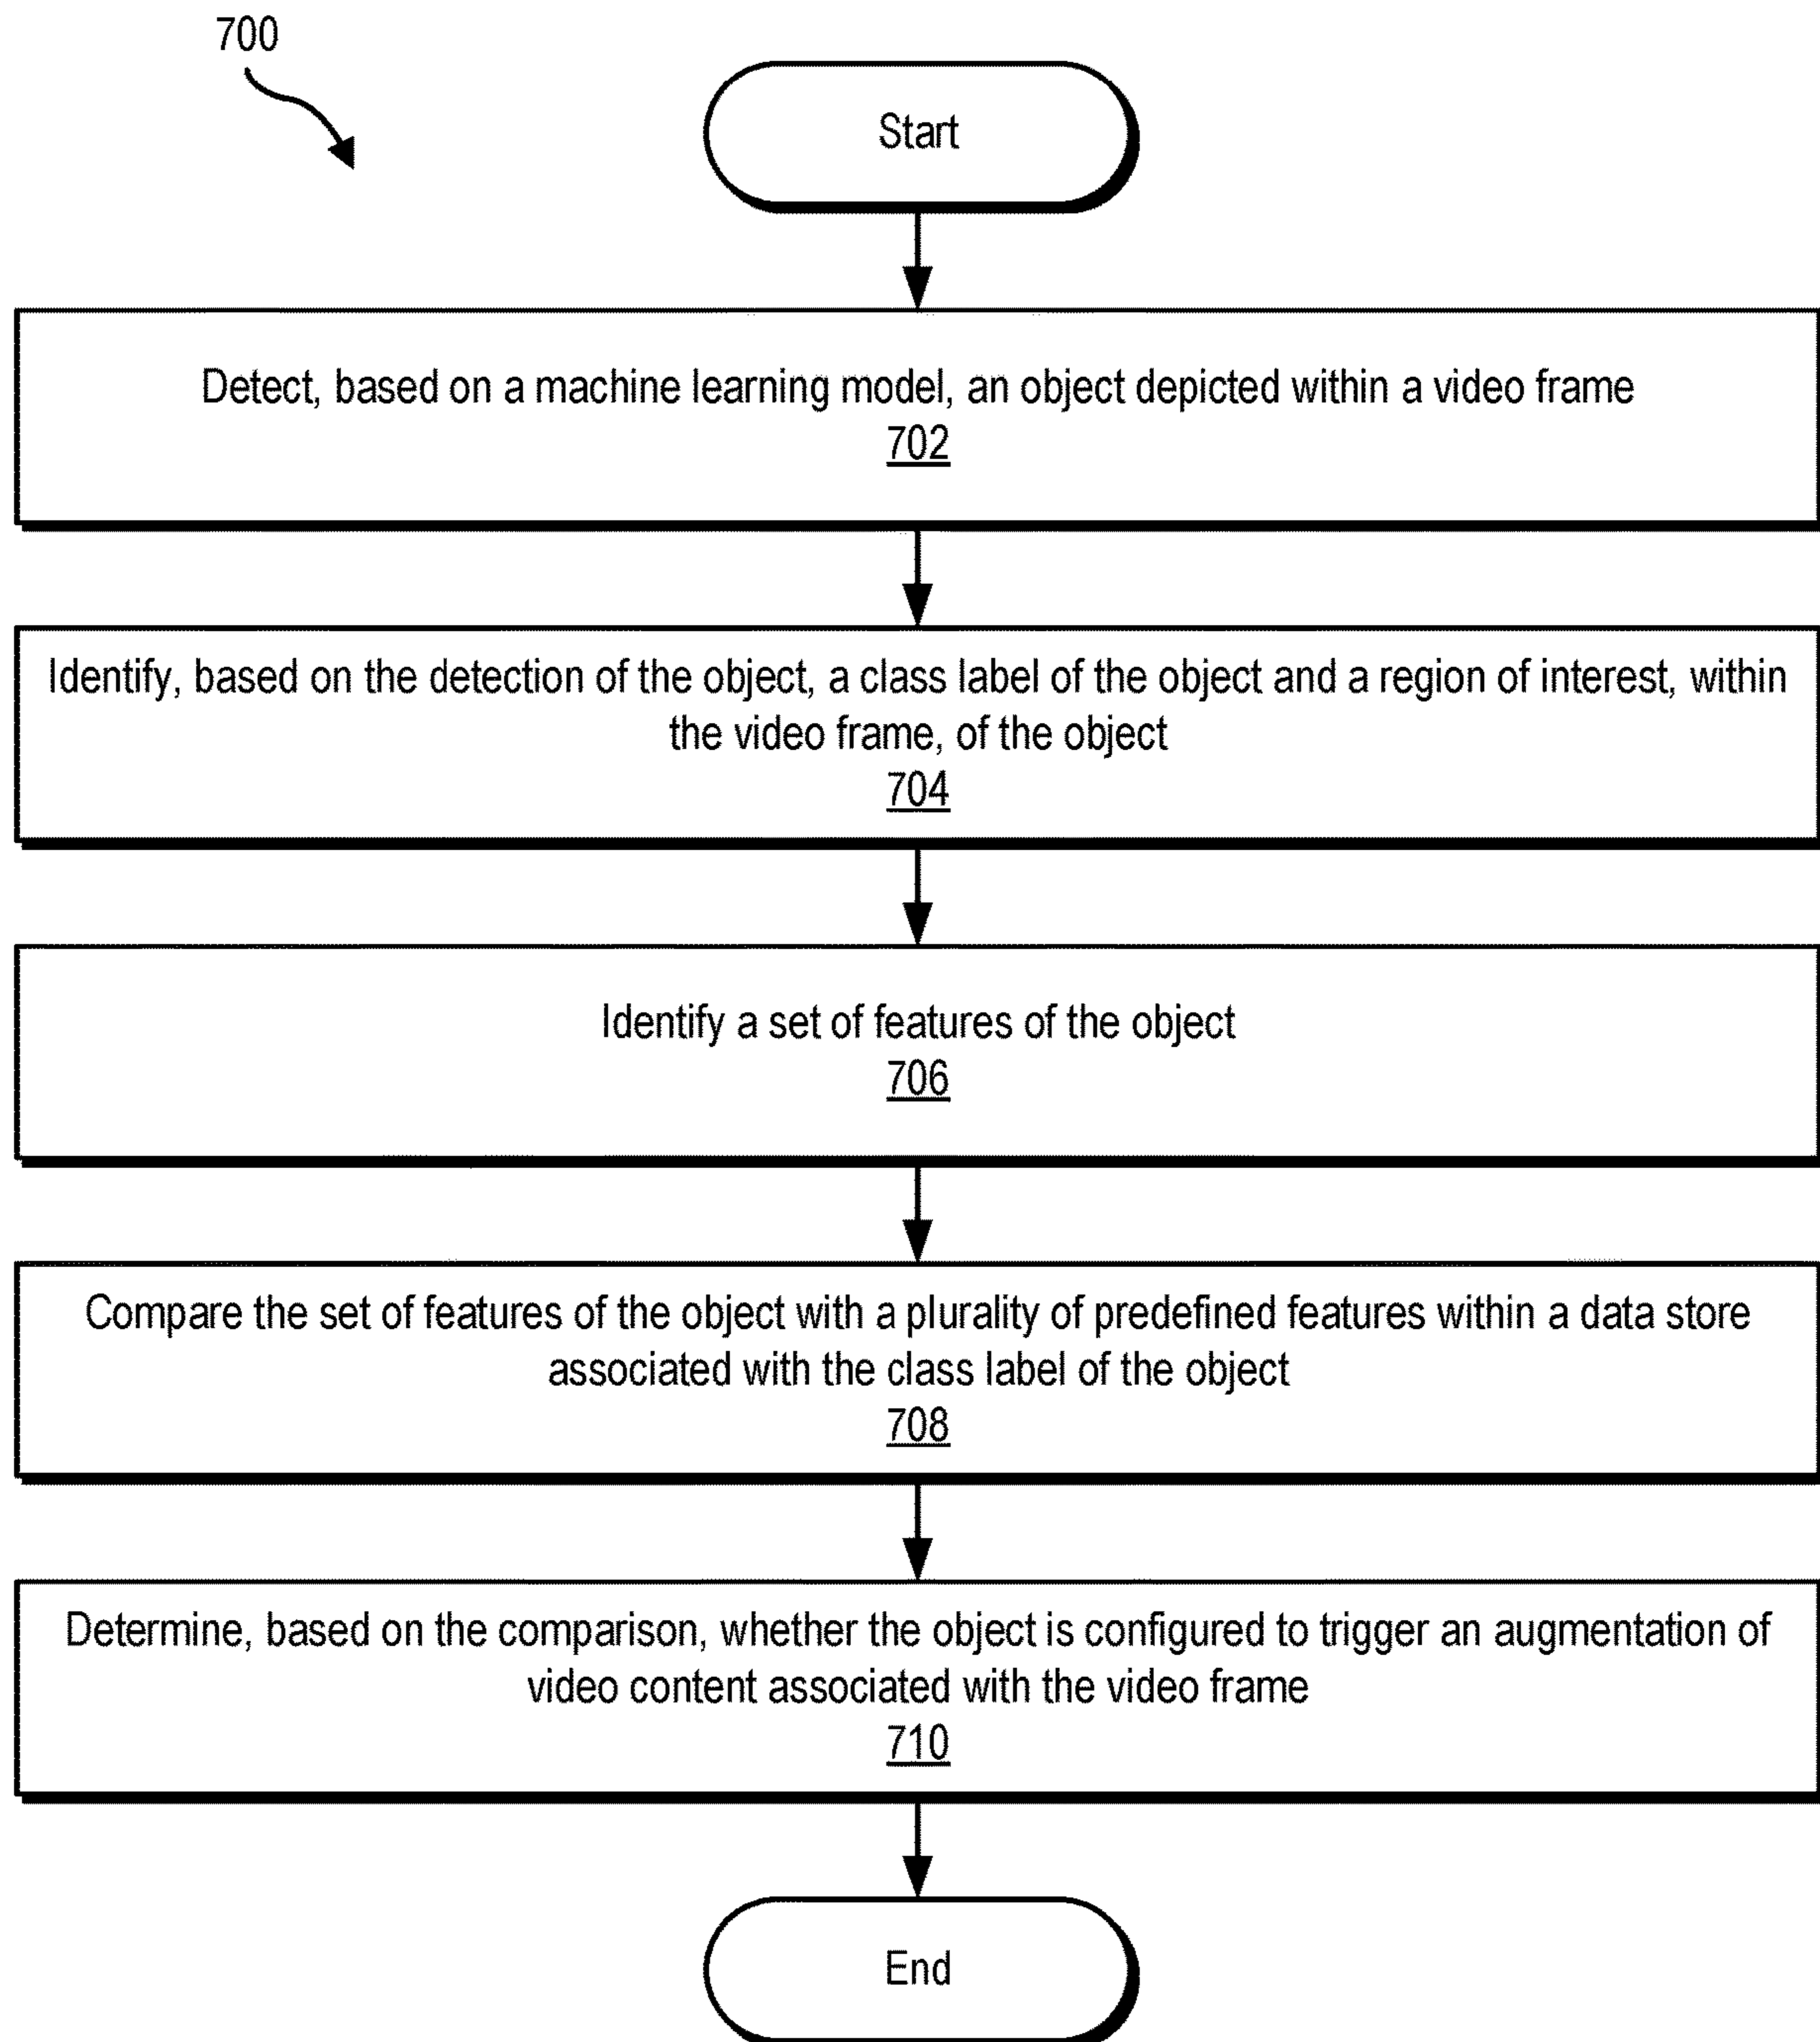 700
Start
Detect, based on a machine learning model, an object depicted within a video frame
702
Identify, based on the detection of the object, a class label of the object and a region of interest, within
the video frame, of the object
704
Identify a set of features of the object
706
Compare the set of features of the object with a plurality of predefined features within a data store
associated with the class label of the object
708
Determine, based on the comparison, whether the object is configured to trigger an augmentation of
video content associated with the video frame
710
End